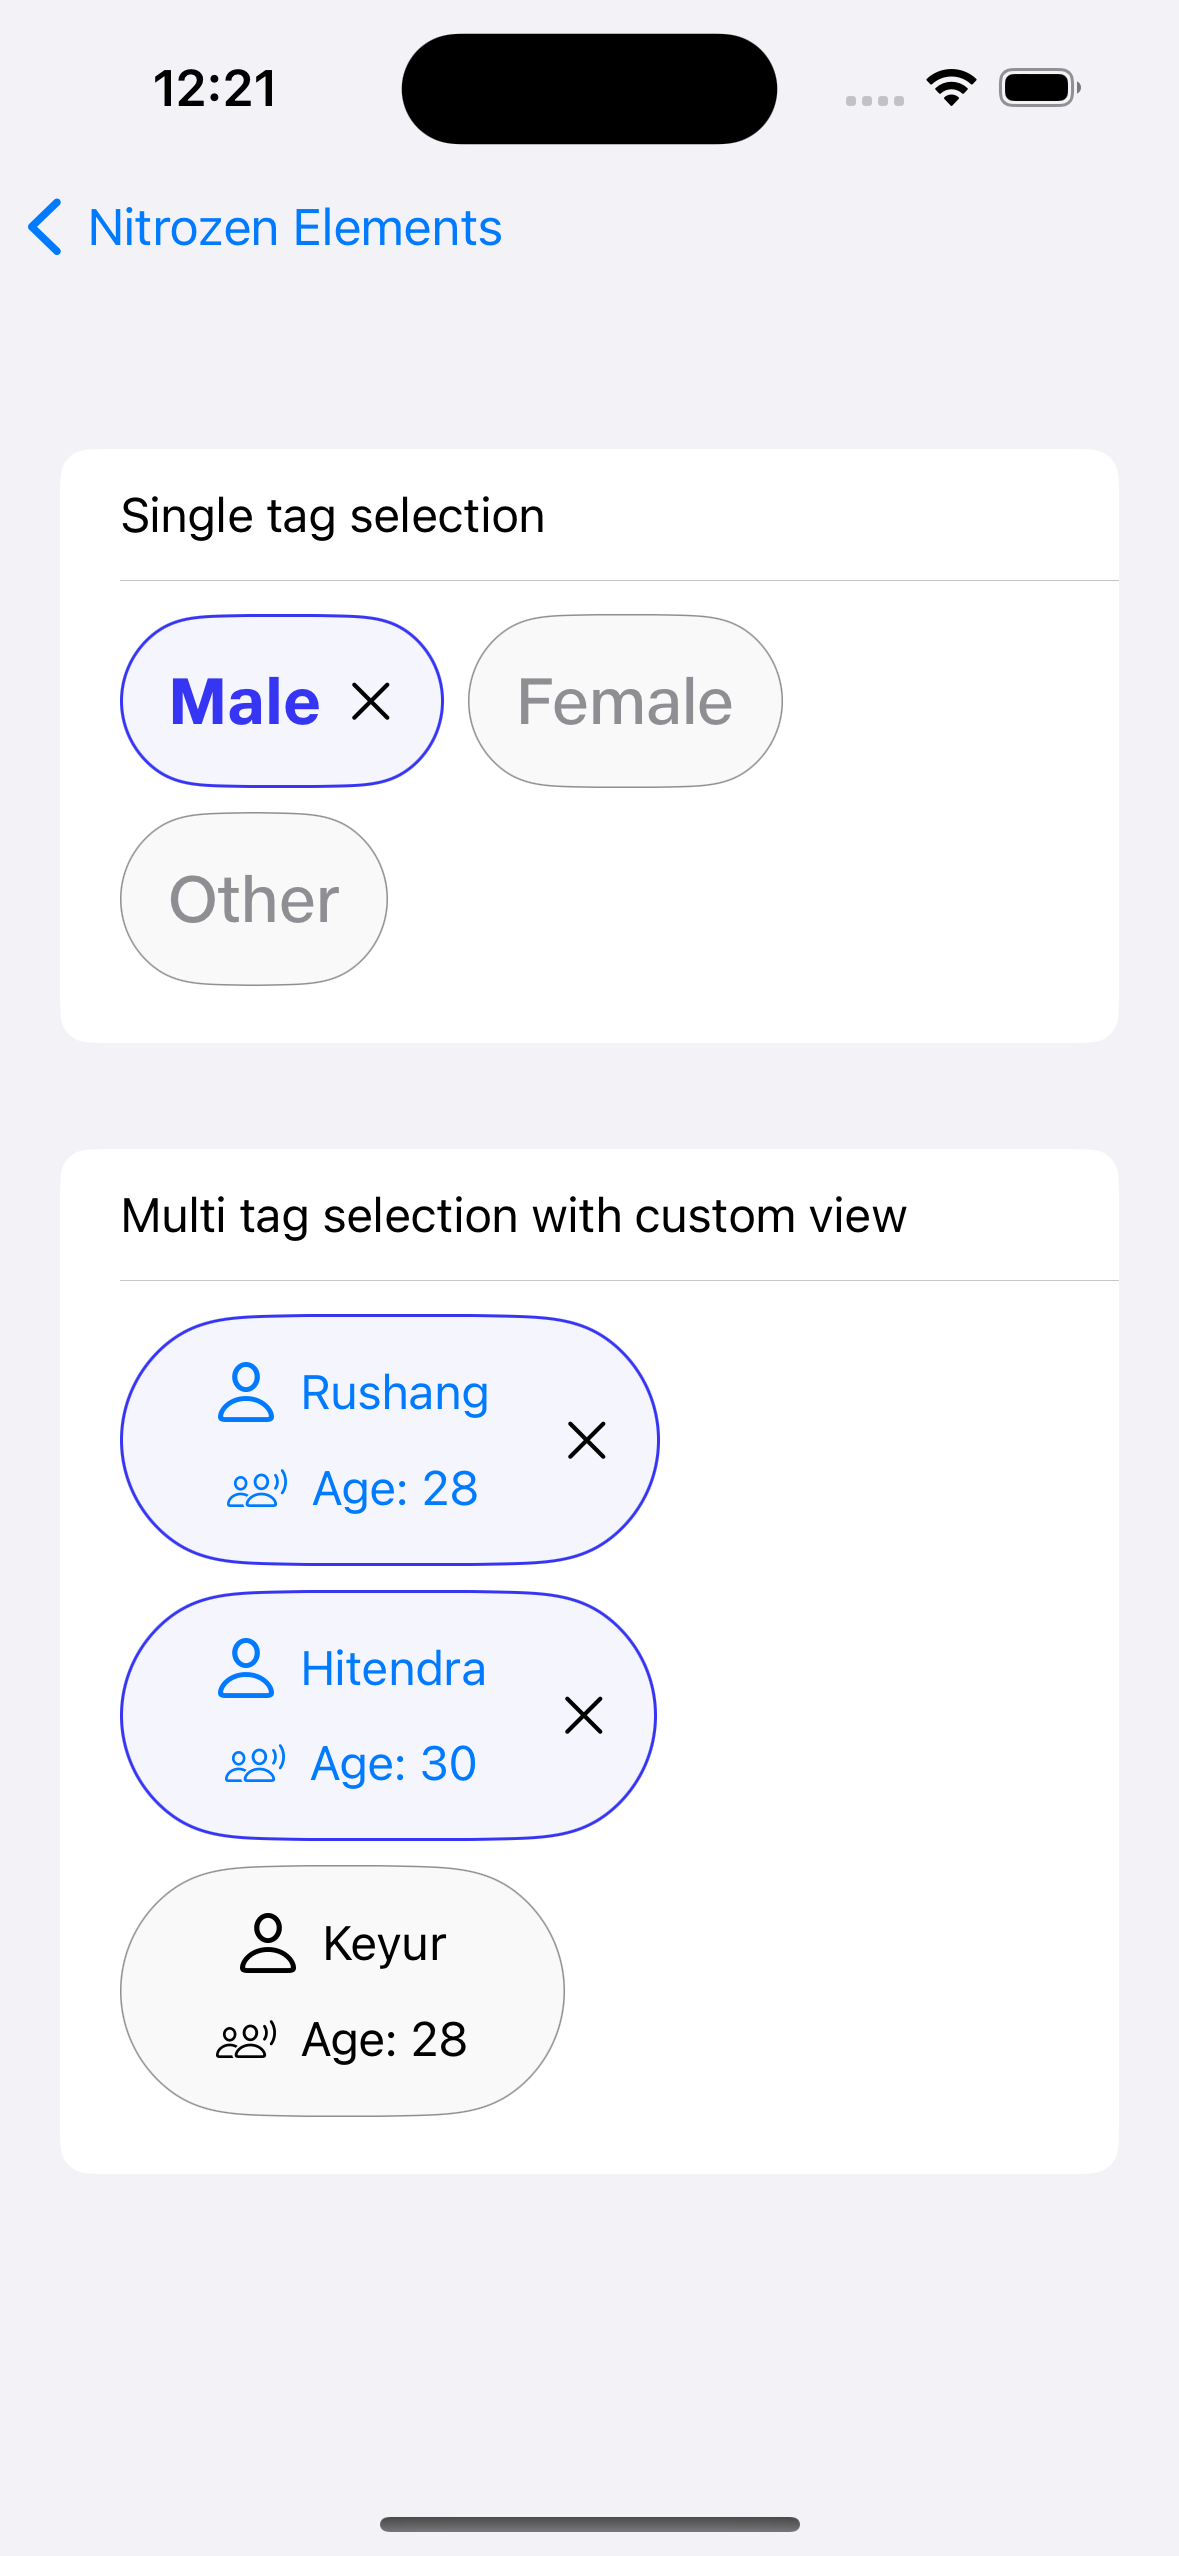 12:21
Nitrozen Elements
Single tag selection
Male Female
Other
Multi tag selection with custom view
Rushang
Age: 28
Hitendra
Age: 30
Keyur
Age: 28